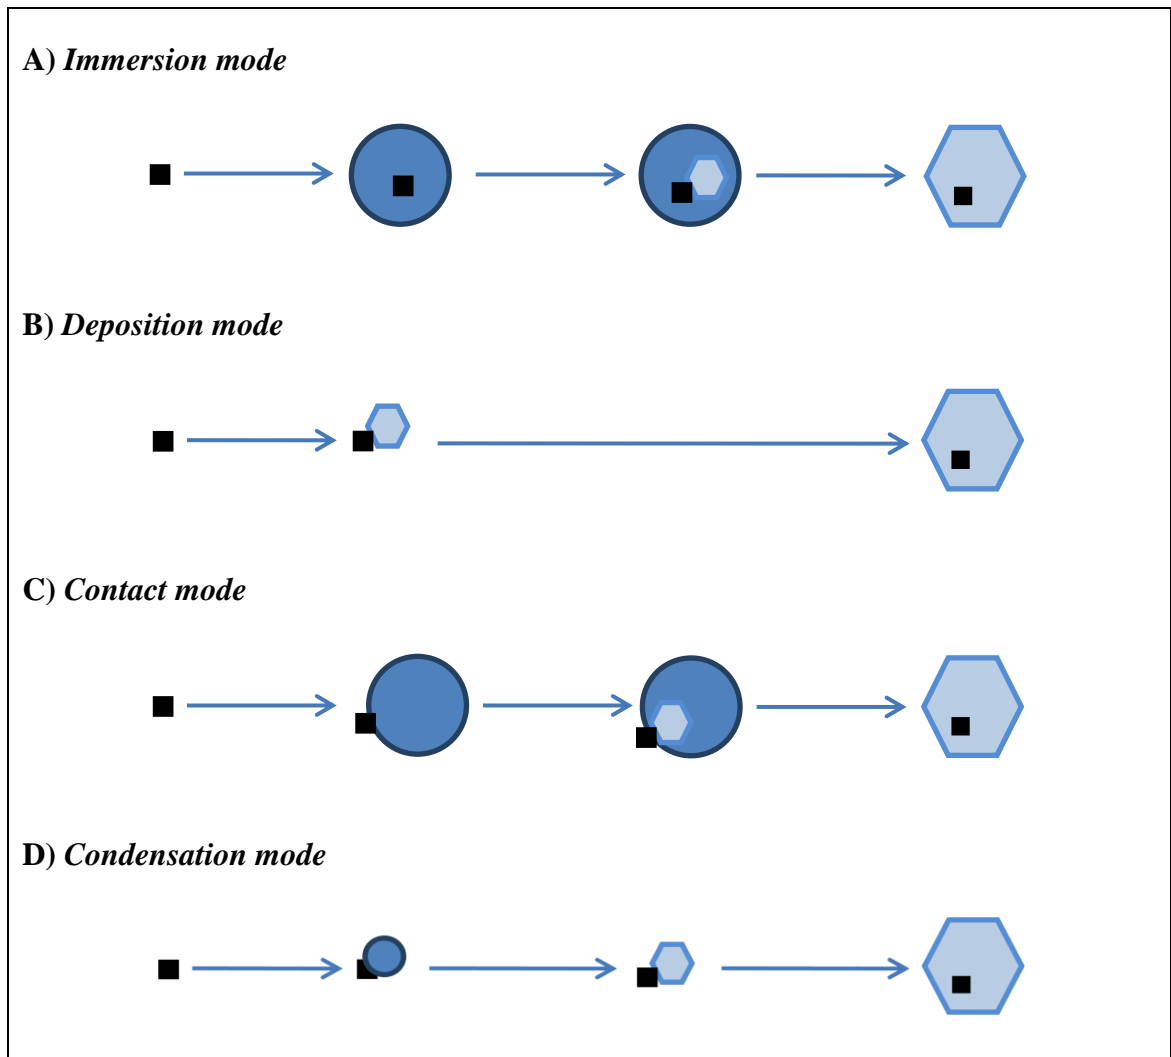 A) Immersion mode
B) Deposition mode
C) Contact mode
D) Condensation mode